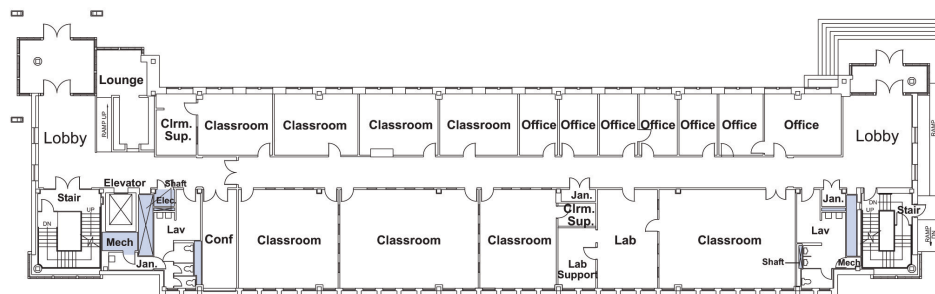 Lounge
Lobby
RAMP UP
Clrm.
Sup.
Classroom
Classroom
Classroom
Classroom
Office
Office
Office
Office
Office
Office
Office
Lobby
RAMP
Stair
Elevator
Shaft
Elec.
UP
DN
Mech
Jan.
Lav
Conf
Classroom
Classroom
Classroom
Jan.
Clrm.
Sup.
Lab
Support
Lab
Classroom
Shaft
Jan.
Lav
Mech
DN
UP
Stair
RAMP
DN